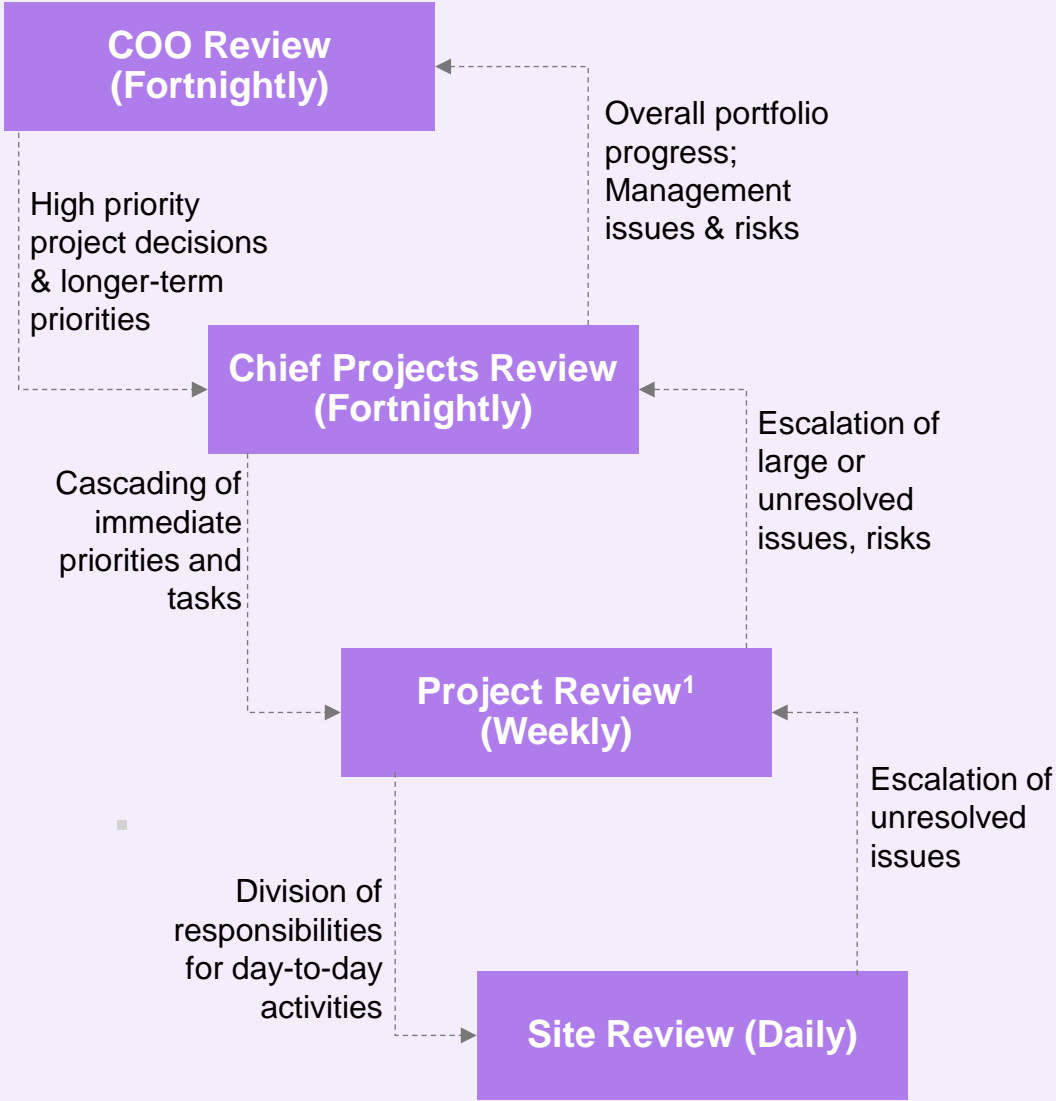 COO Review
(Fortnightly)
Overall portfolio
progress;
Management
issues & risks
High priority
project decisions
& longer-term
priorities
Chief Projects Review
(Fortnightly)
Escalation of
large or
unresolved
issues, risks
Cascading of
immediate
priorities and
tasks
Project Review¹
(Weekly)
Escalation of
unresolved
issues
Division of
responsibilities
for day-to-day
activities
Site Review (Daily)